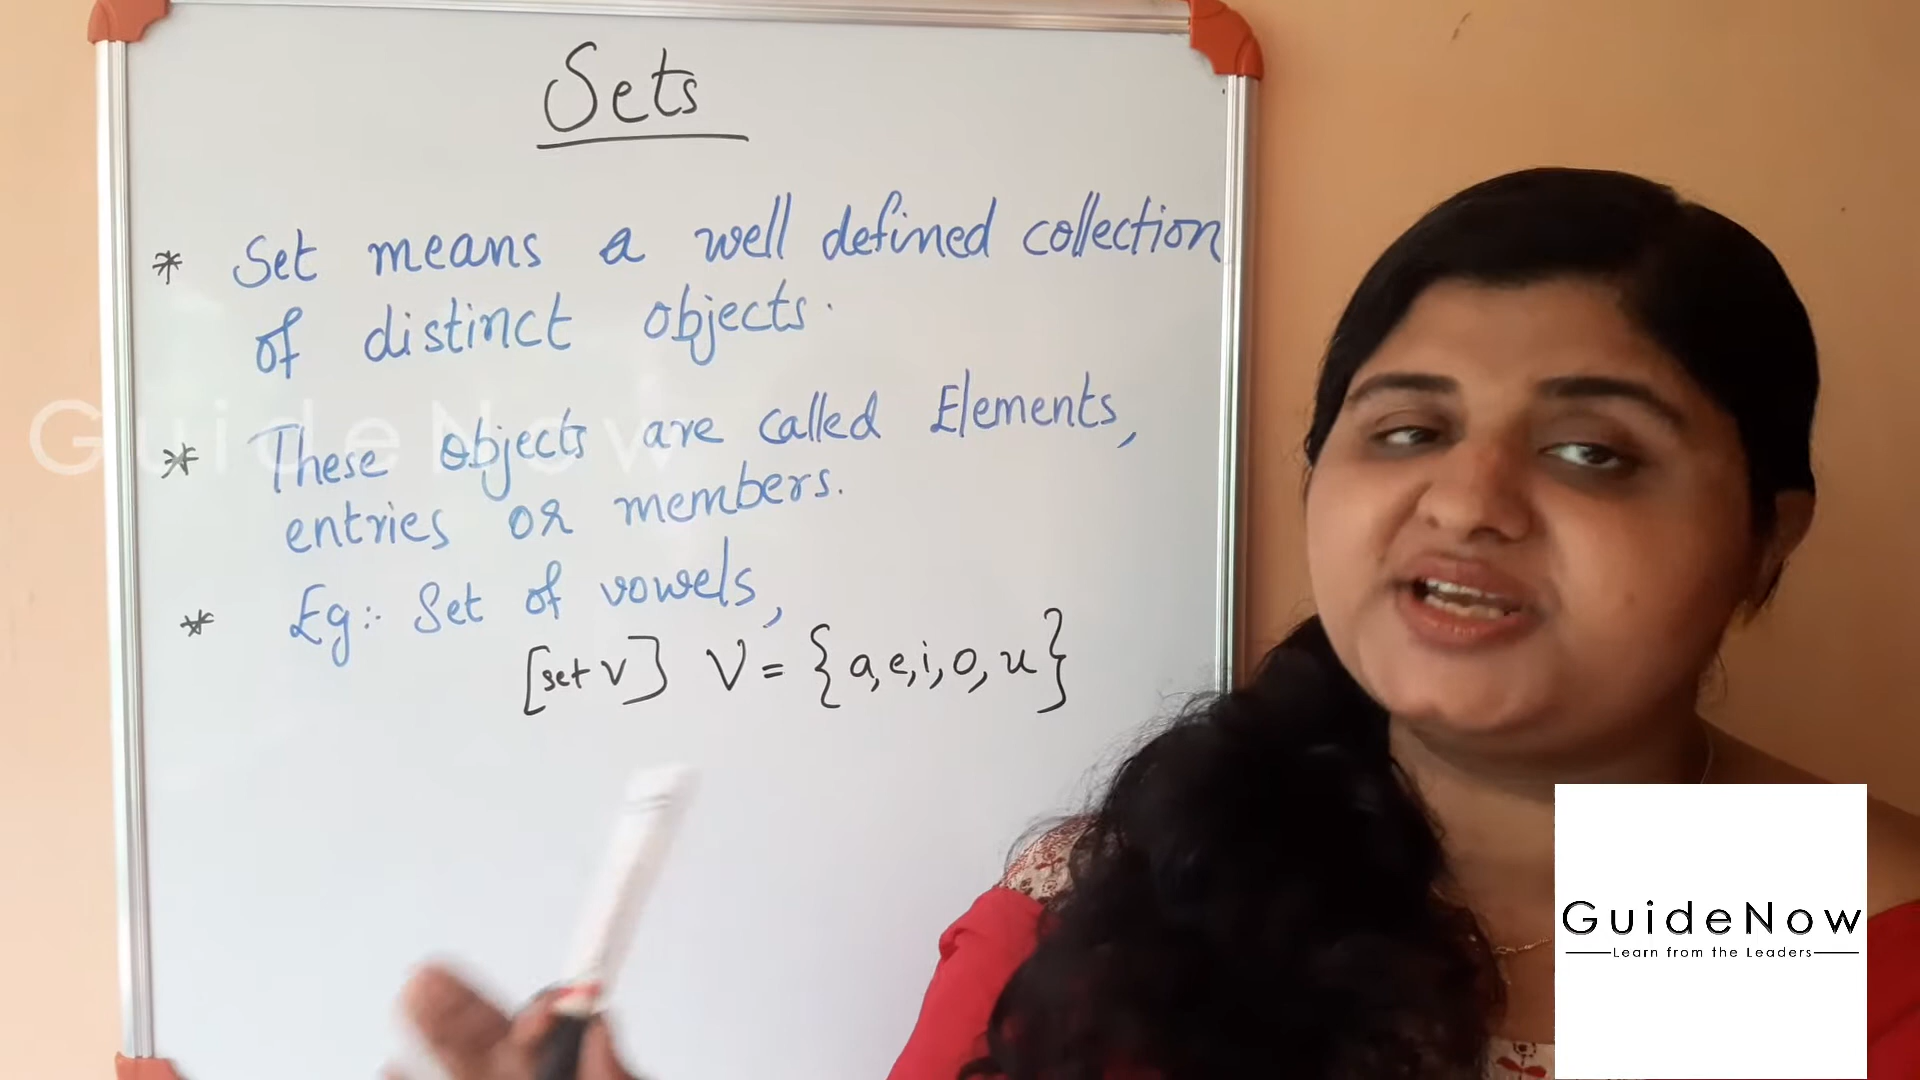 Sets
* Set means a well defined collection
of distinct objects.
* These objects are called Elements,
entries or members.
* Eg:- Set of vowels,
[set V] V = {a,e,i,o,u}
GuideNow
GuideNow
Learn from the Leaders